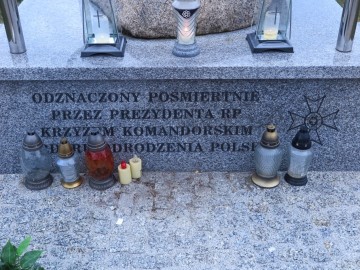 ODZNACZONY POŚMIERTNIE
PRZEZ PREZYDENTA RP
KRZYŻEM KOMANDORSKIM
ODRODZENIA POLSKI